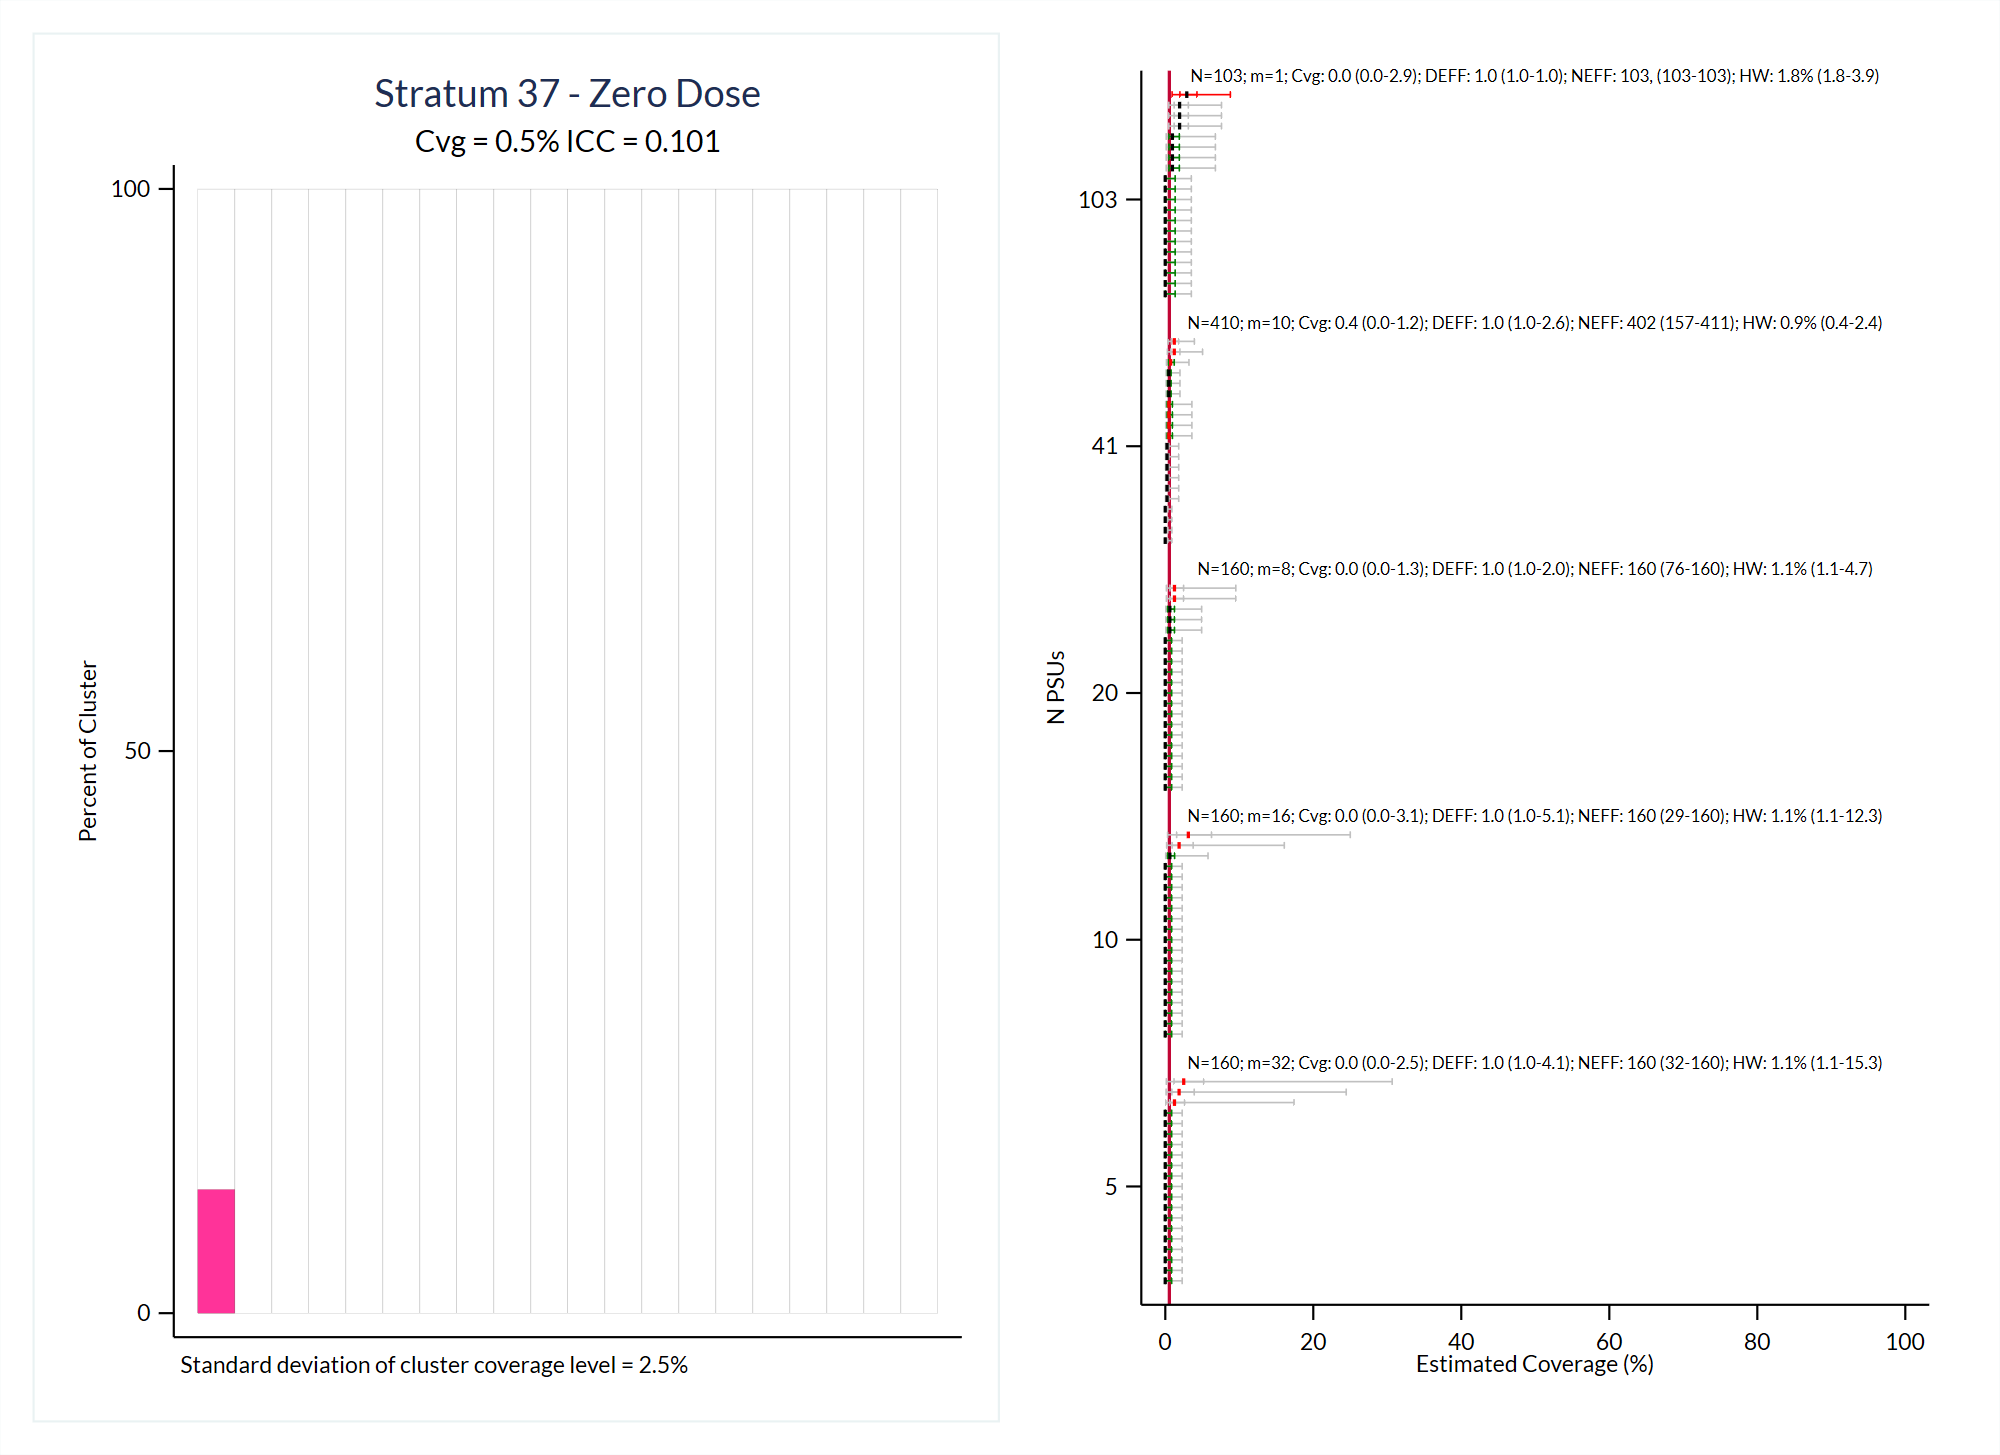 Stratum 37 - Zero Dose
Cvg = 0.5% ICC = 0.101
100
50
0
Percent of Cluster
Standard deviation of cluster coverage level = 2.5%
N=103; m=1; Cvg: 0.0 (0.0-2.9); DEFF: 1.0 (1.0-1.0); NEFF: 103, (103-103); HW: 1.8% (1.8-3.9)
103
N=410; m=10; Cvg: 0.4 (0.0-1.2); DEFF: 1.0 (1.0-2.6); NEFF: 402 (157-411); HW: 0.9% (0.4-2.4)
41
N=160; m=8; Cvg: 0.0 (0.0-1.3); DEFF: 1.0 (1.0-2.0); NEFF: 160 (76-160); HW: 1.1% (1.1-4.7)
20
N=160; m=16; Cvg: 0.0 (0.0-3.1); DEFF: 1.0 (1.0-5.1); NEFF: 160 (29-160); HW: 1.1% (1.1-12.3)
10
N=160; m=32; Cvg: 0.0 (0.0-2.5); DEFF: 1.0 (1.0-4.1); NEFF: 160 (32-160); HW: 1.1% (1.1-15.3)
5
N PSUs
0 20 40 60 80 100
Estimated Coverage (%)